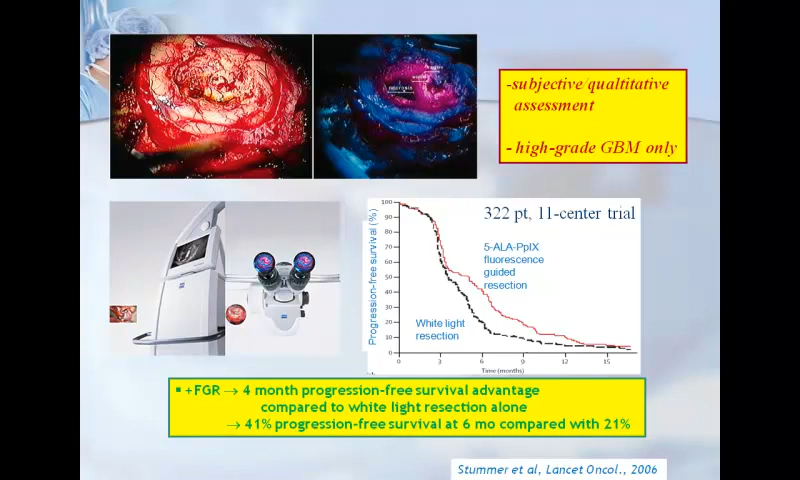 -subjective/qualtitative
assessment
- high-grade GBM only
322 pt, 11-center trial
5-ALA-PpIX
fluorescence
guided
resection
White light
resection
Progression-free survival (%)
100
90
80
70
60
50
40
30
20
10
0
0 3 6 9 12 15
Time (months)
▪ +FGR → 4 month progression-free survival advantage
compared to white light resection alone
→ 41% progression-free survival at 6 mo compared with 21%
Stummer et al, Lancet Oncol., 2006